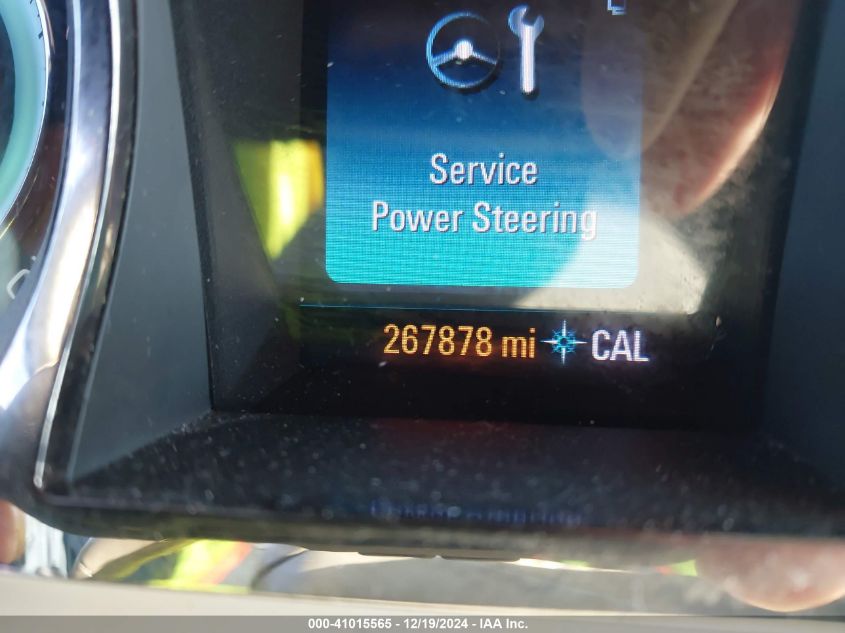 Service
Power Steering
267878 mi CAL
000-41015565 - 12/19/2024 - IAA Inc.